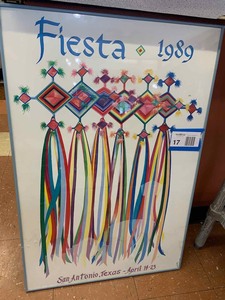 Fiesta · 1989
17
San Antonio, Texas - April 14-23